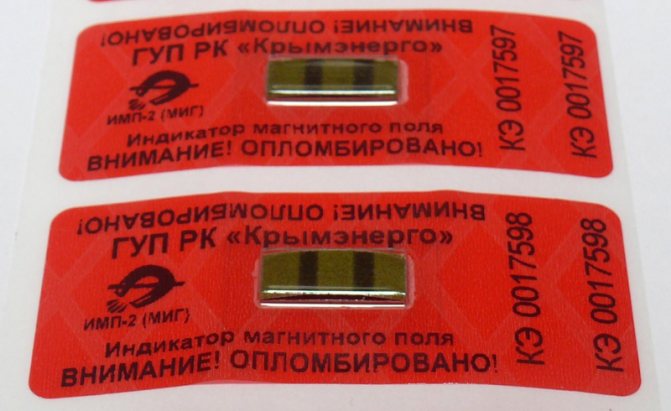 ВНИМАНИЕ! ОПЛОМБИРОВАНО!
ГУП РК «Крымэнерго»
ИМП-2 (МИГ)
Индикатор магнитного поля
ВНИМАНИЕ! ОПЛОМБИРОВАНО!
КЭ 0017597
КЭ 0017597
ВНИМАНИЕ! ОПЛОМБИРОВАНО!
ГУП РК «Крымэнерго»
ИМП-2 (МИГ)
Индикатор магнитного поля
ВНИМАНИЕ! ОПЛОМБИРОВАНО!
КЭ 0017598
КЭ 0017598